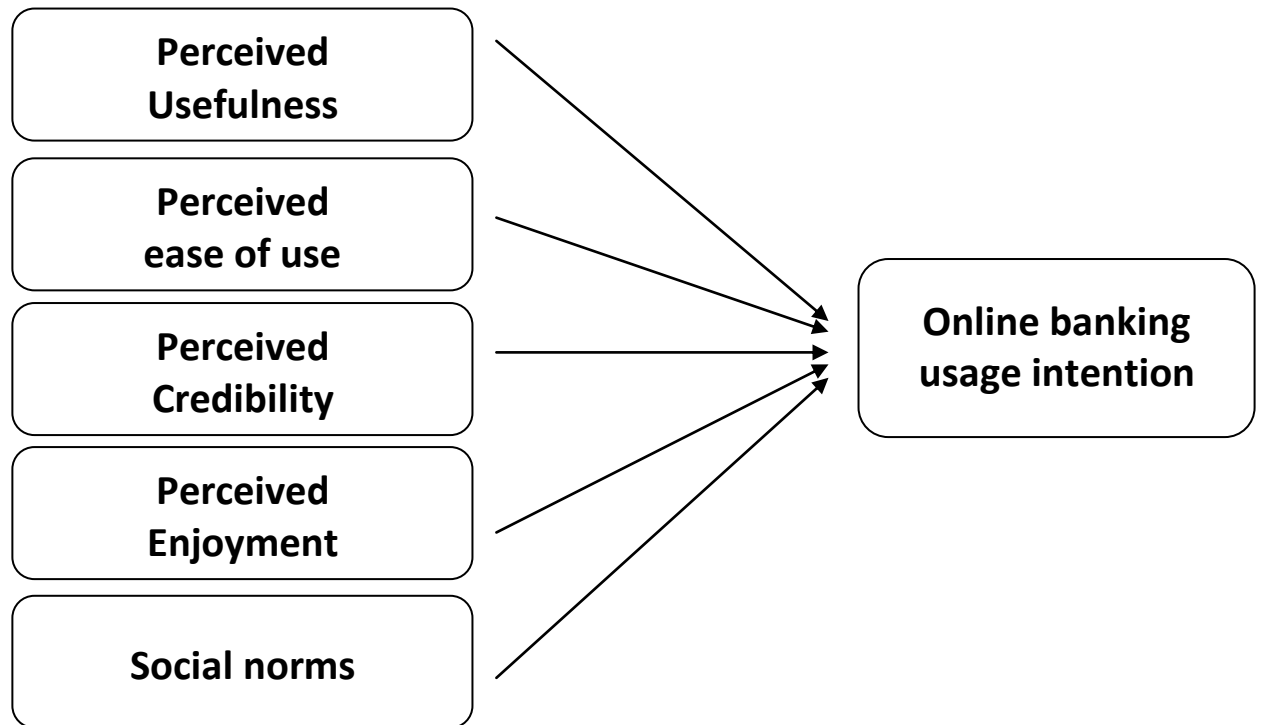 Perceived
Usefulness
Perceived
ease of use
Perceived
Credibility
Perceived
Enjoyment
Social norms
Online banking
usage intention